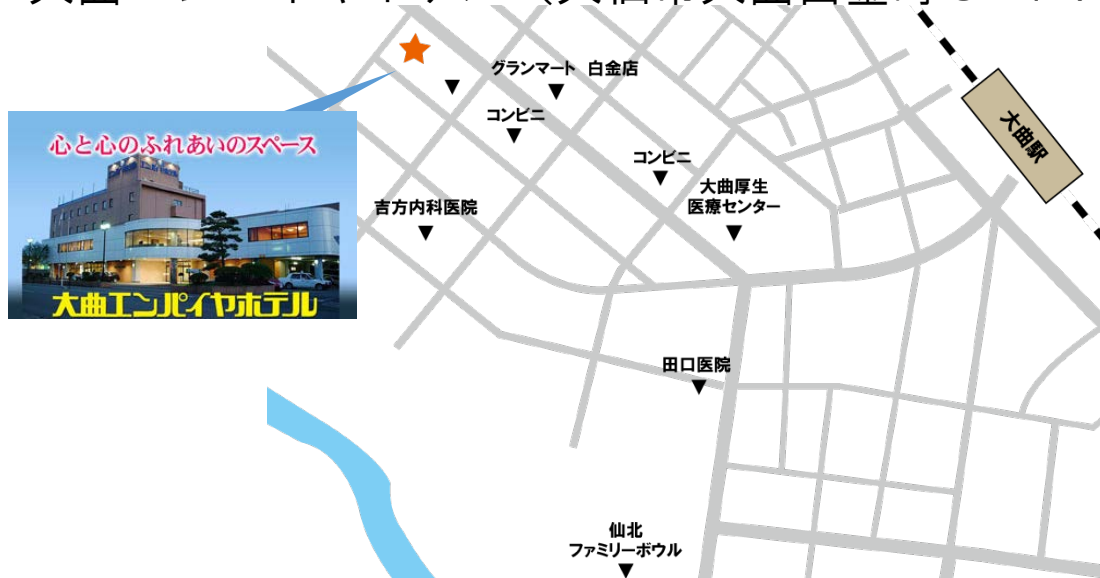 グランマート 白金店
コンビニ
大曲駅
心と心のふれあいのスペース
コンビニ
大曲厚生
医療センター
吉方内科医院
大曲エンパイヤホテル
田口医院
仙北
ファミリーボウル